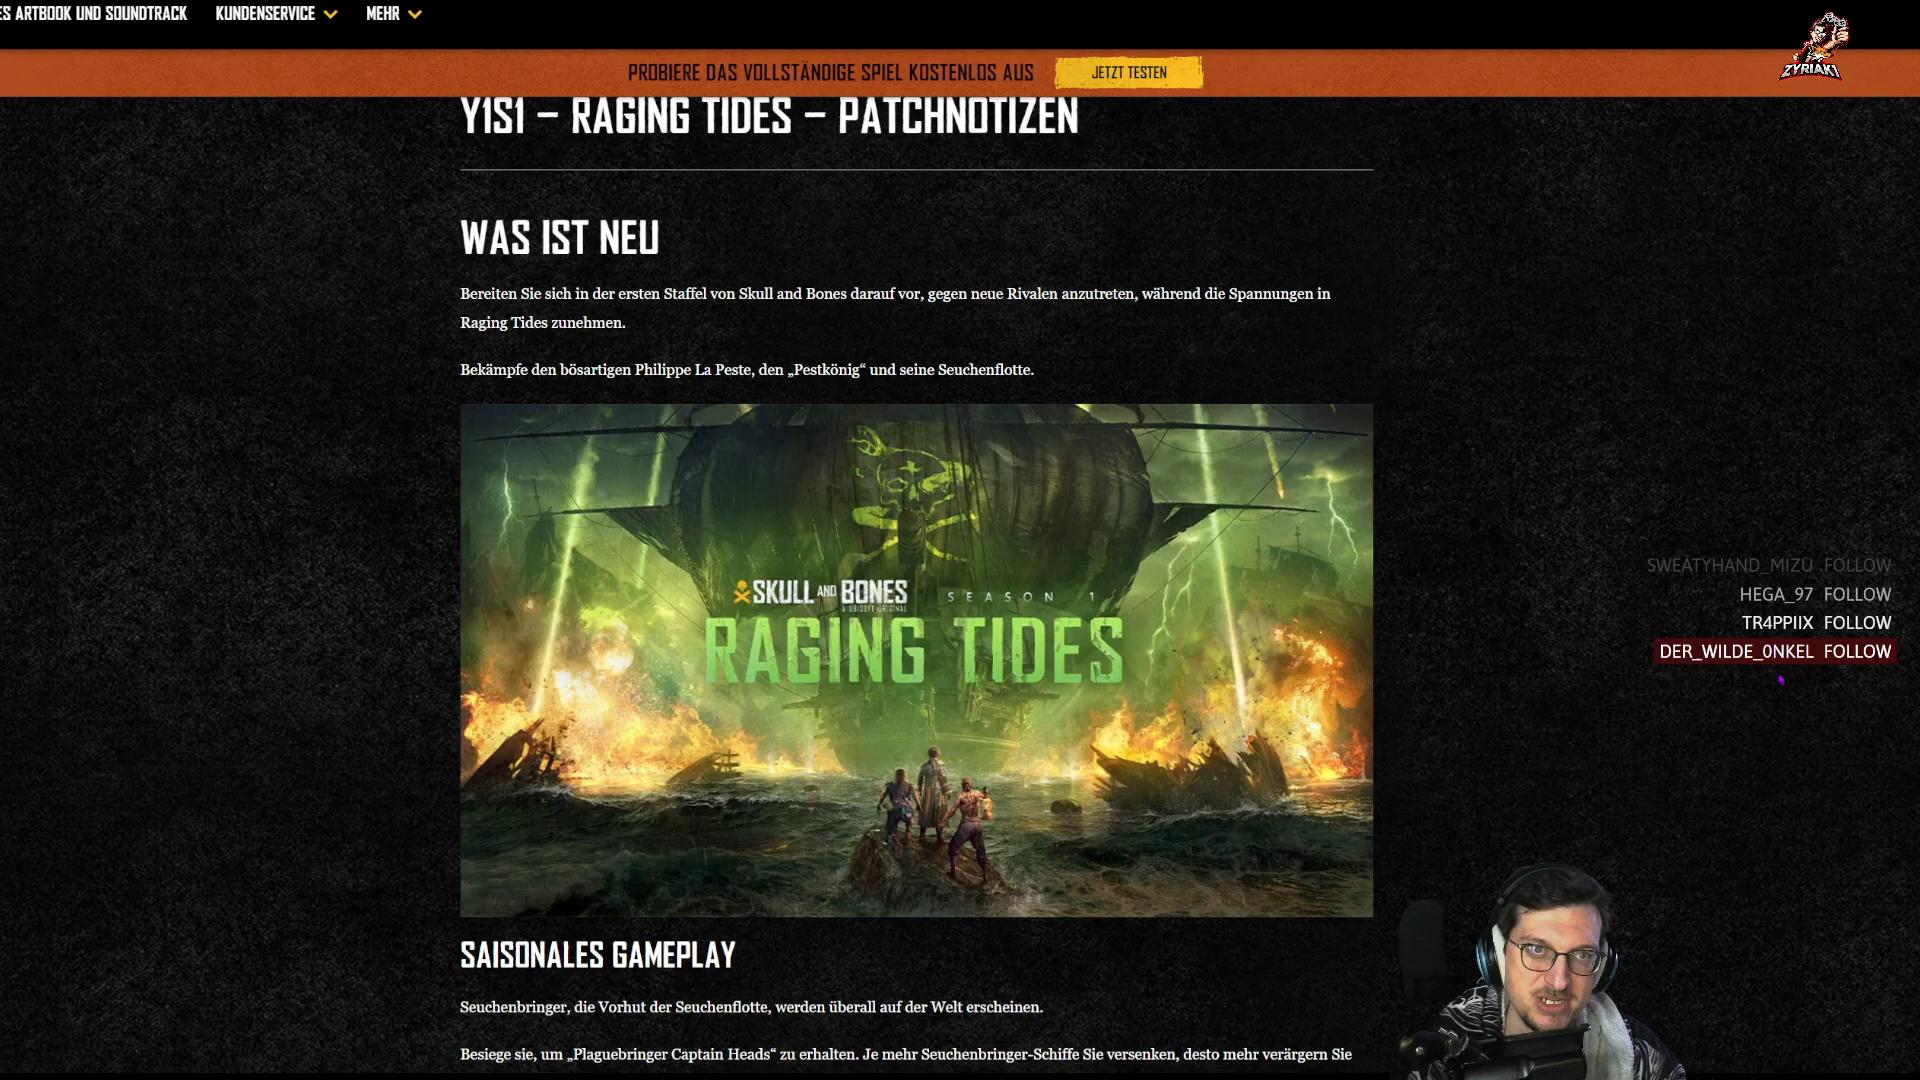 ES ARTBOOK UND SOUNDTRACK KUNDENSERVICE MEHR
ZYRIAK1
PROBIERE DAS VOLLSTÄNDIGE SPIEL KOSTENLOS AUS JETZT TESTEN
Y1S1 – RAGING TIDES – PATCHNOTIZEN
WAS IST NEU
Bereiten Sie sich in der ersten Staffel von Skull and Bones darauf vor, gegen neue Rivalen anzutreten, während die Spannungen in
Raging Tides zunehmen.
Bekämpfe den bösartigen Philippe La Peste, den „Pestkönig“ und seine Seuchenflotte.
SKULL AND BONES SEASON 1
A UBISOFT ORIGINAL
RAGING TIDES
SWEATYHAND_MIZU FOLLOW
HEGA_97 FOLLOW
TR4PPIIX FOLLOW
DER_WILDE_0NKEL FOLLOW
SAISONALES GAMEPLAY
Seuchenbringer, die Vorhut der Seuchenflotte, werden überall auf der Welt erscheinen.
Besiege sie, um „Plaguebringer Captain Heads“ zu erhalten. Je mehr Seuchenbringer-Schiffe Sie versenken, desto mehr verärgern Sie